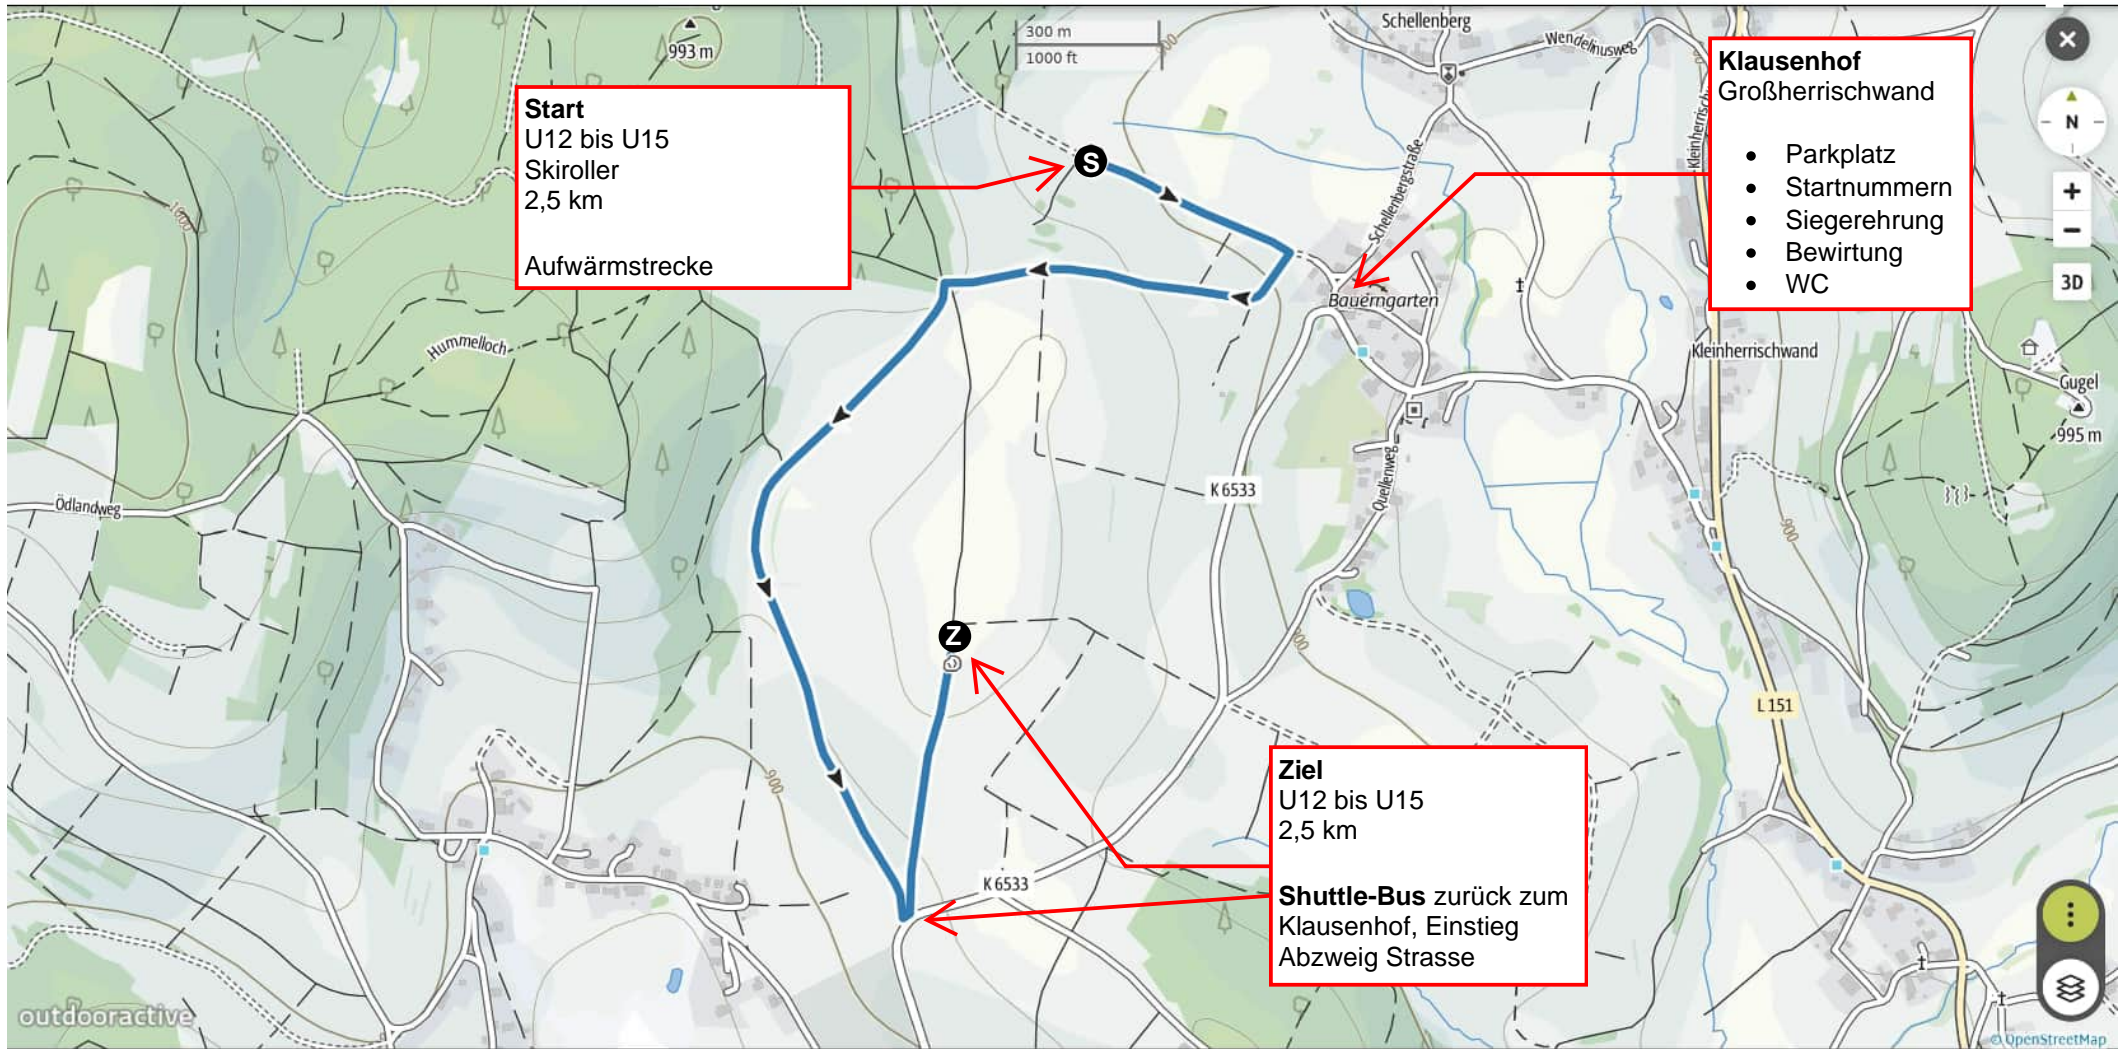 993 m
300 m
1000 ft
900
Schellenberg
Wendelinusweg
Klausenhof
Großherrischwand
• Parkplatz
• Startnummern
• Siegerehrung
• Bewirtung
• WC
N
+
−
3D
Start
U12 bis U15
Skiroller
2,5 km
Aufwärmstrecke
S
Schellenbergstraße
Kleinherrisch
1000
Bauerngarten
Hummelloch
Kleinherrischwand
Gugel
995 m
Ödlandweg
K 6533
Quellenweg
900
Z
900
L 151
900
Ziel
U12 bis U15
2,5 km
Shuttle-Bus zurück zum
Klausenhof, Einstieg
Abzweig Strasse
K 6533
outdooractive
© OpenStreetMap